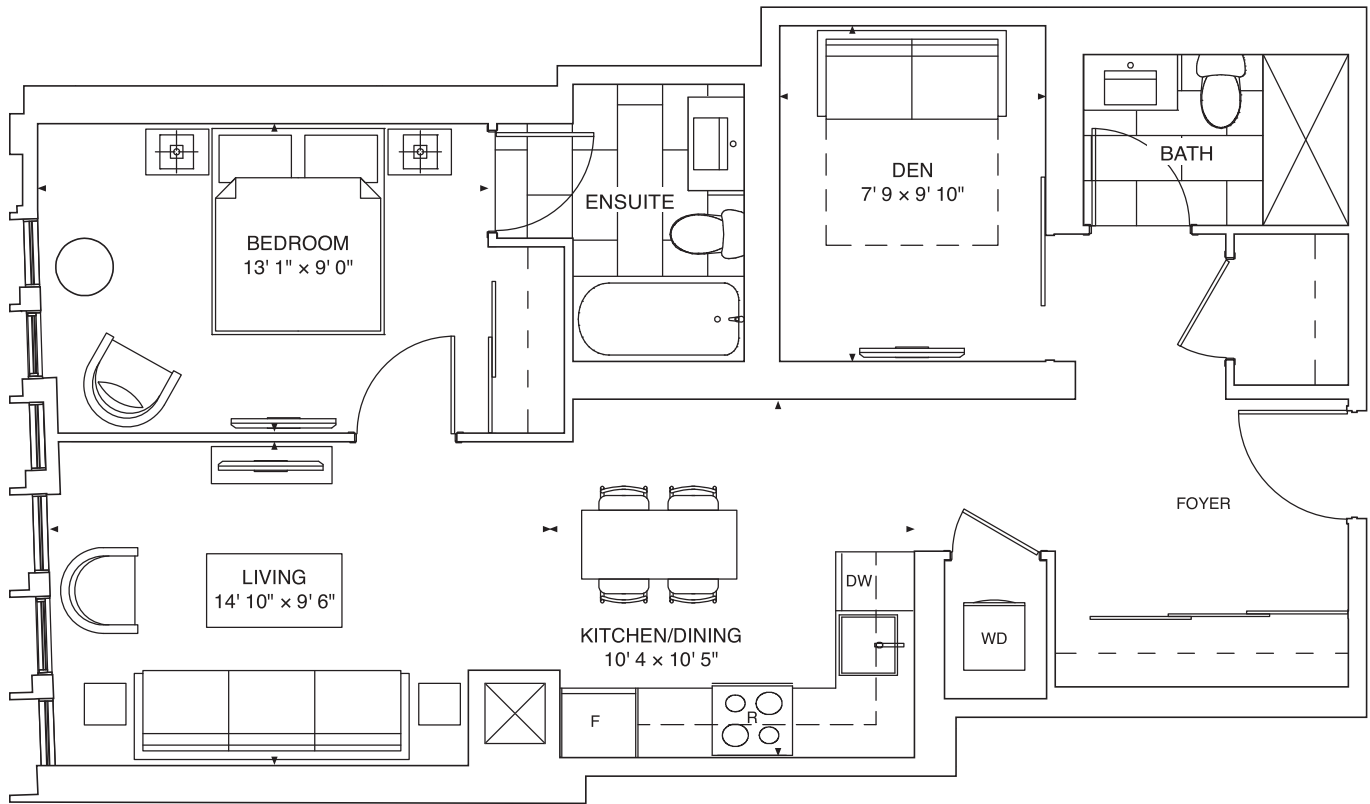 DEN
7' 9 × 9' 10"
BATH
ENSUITE
BEDROOM
13' 1" × 9' 0"
FOYER
LIVING
14' 10" × 9' 6"
DW
KITCHEN/DINING
10' 4 × 10' 5"
WD
F
R